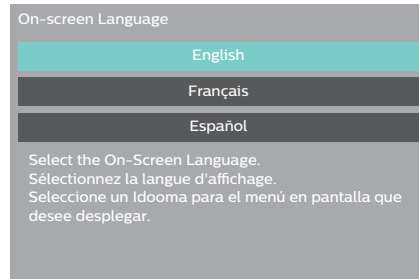 On-screen Language
English
Français
Español
Select the On-Screen Language.
Sélectionnez la langue d'affichage.
Seleccione un Idooma para el menú en pantalla que
desee desplegar.